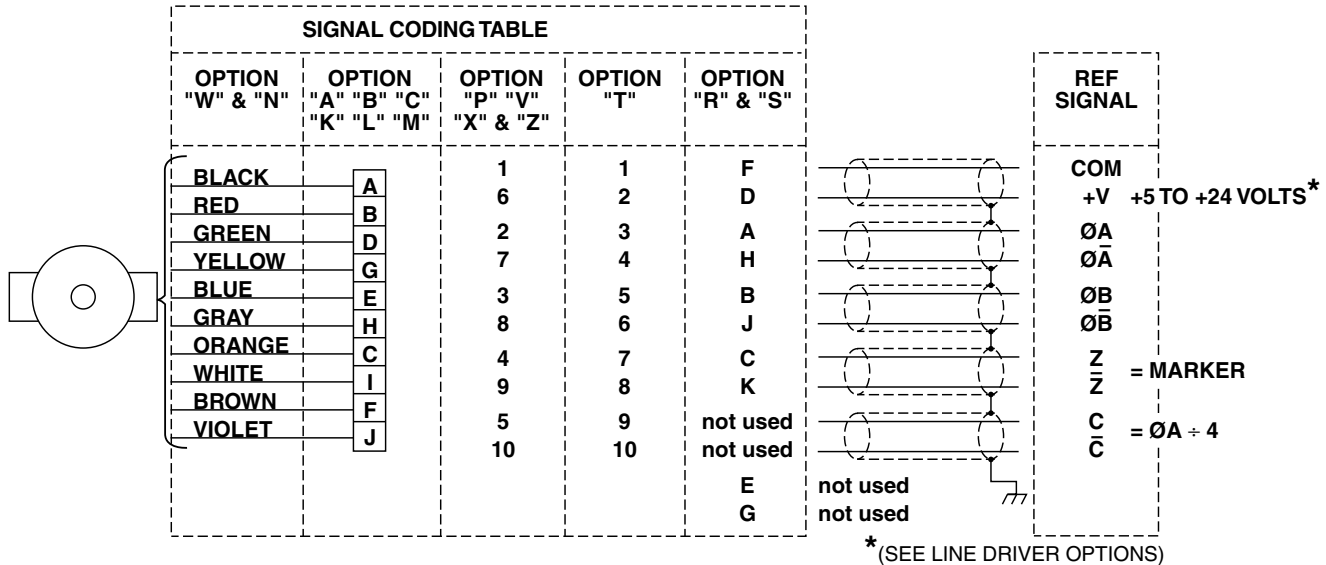 SIGNAL CODING TABLE
OPTION "W" & "N"
OPTION "A" "B" "C" "K" "L" "M"
OPTION "P" "V" "X" & "Z"
OPTION "T"
OPTION "R" & "S"
REF SIGNAL
BLACK A 1 1 F COM
RED B 6 2 D +V +5 TO +24 VOLTS*
GREEN D 2 3 A ØA
YELLOW G 7 4 H ØA̅
BLUE E 3 5 B ØB
GRAY H 8 6 J ØB̅
ORANGE C 4 7 C Z
WHITE I 9 8 K Z̅
= MARKER
BROWN F 5 9 not used C
VIOLET J 10 10 not used C̅
= ØA ÷ 4
E not used
G not used
*(SEE LINE DRIVER OPTIONS)